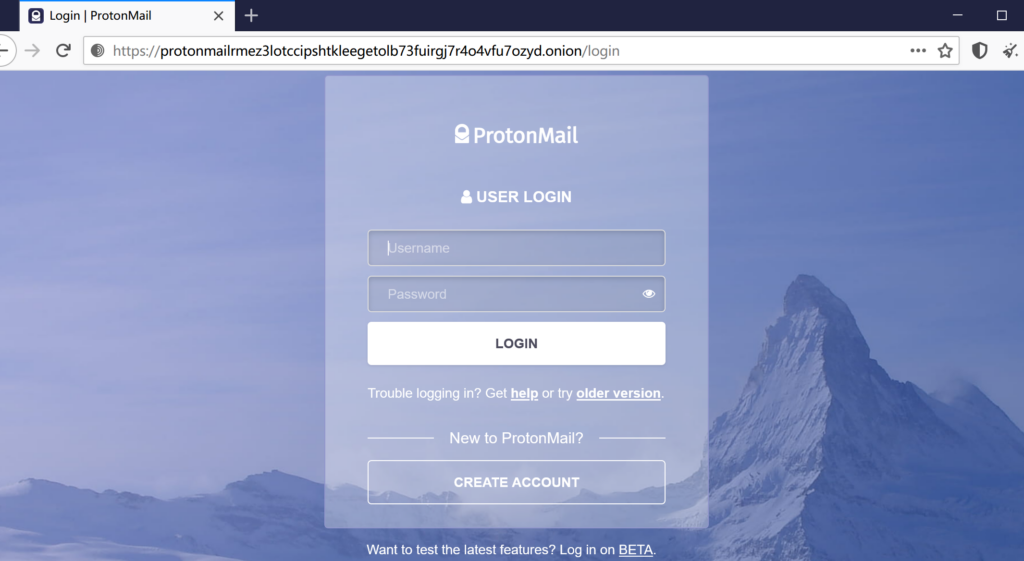 Login | ProtonMail
https://protonmailrmez3lotccipshtkleegetolb73fuirgj7r4o4vfu7ozyd.onion/login
ProtonMail
USER LOGIN
Username
Password
LOGIN
Trouble logging in? Get help or try older version.
New to ProtonMail?
CREATE ACCOUNT
Want to test the latest features? Log in on BETA.